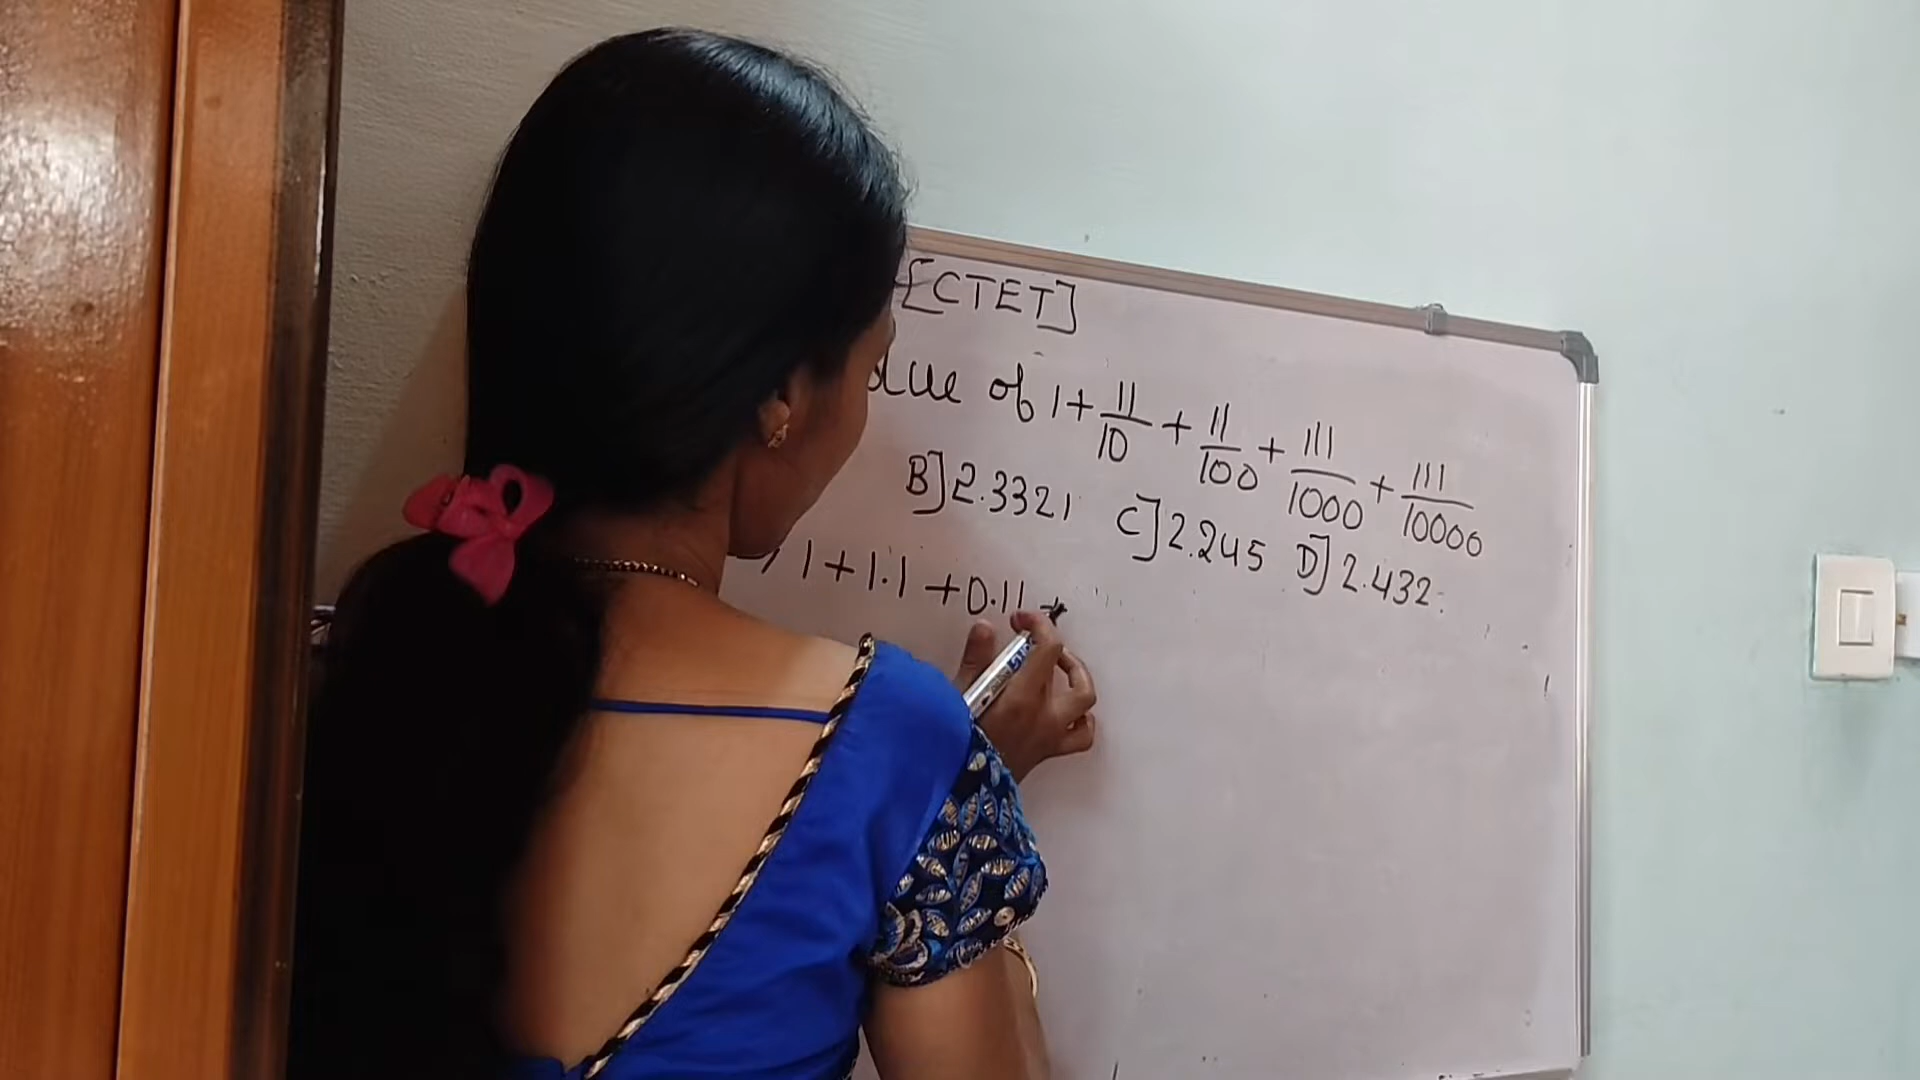 [CTET]
of 1 + 11/10 + 11/100 + 111/1000 + 111/10000
B] 2.3321 C] 2.245 D] 2.432
1 + 1.1 + 0.11 +